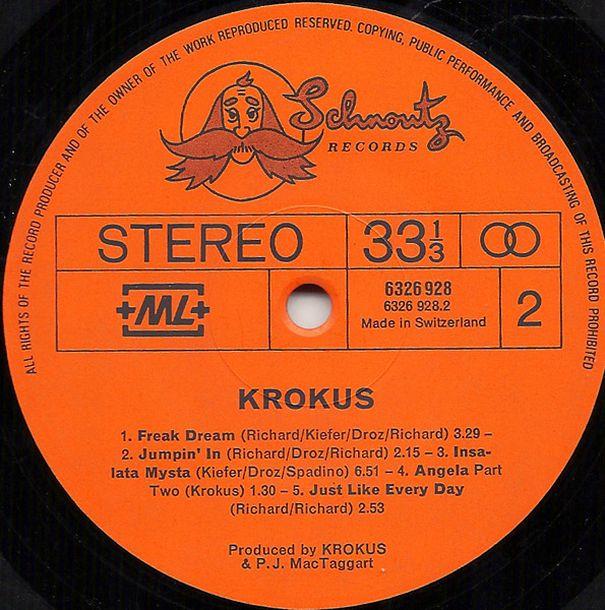 ALL RIGHTS OF THE RECORD PRODUCER AND OF THE OWNER OF THE WORK REPRODUCED RESERVED. COPYING, PUBLIC PERFORMANCE AND BROADCASTING OF THIS RECORD PROHIBITED
Schnoutz
RECORDS
STEREO 33⅓
+ML+ 6326 928
6326 928.2
Made in Switzerland
2
KROKUS
1. Freak Dream (Richard/Kiefer/Droz/Richard) 3.29 –
2. Jumpin' In (Richard/Droz/Richard) 2.15 – 3. Insa-
lata Mysta (Kiefer/Droz/Spadino) 6.51 – 4. Angela Part
Two (Krokus) 1.30 – 5. Just Like Every Day
(Richard/Richard) 2.53
Produced by KROKUS
& P.J. MacTaggart